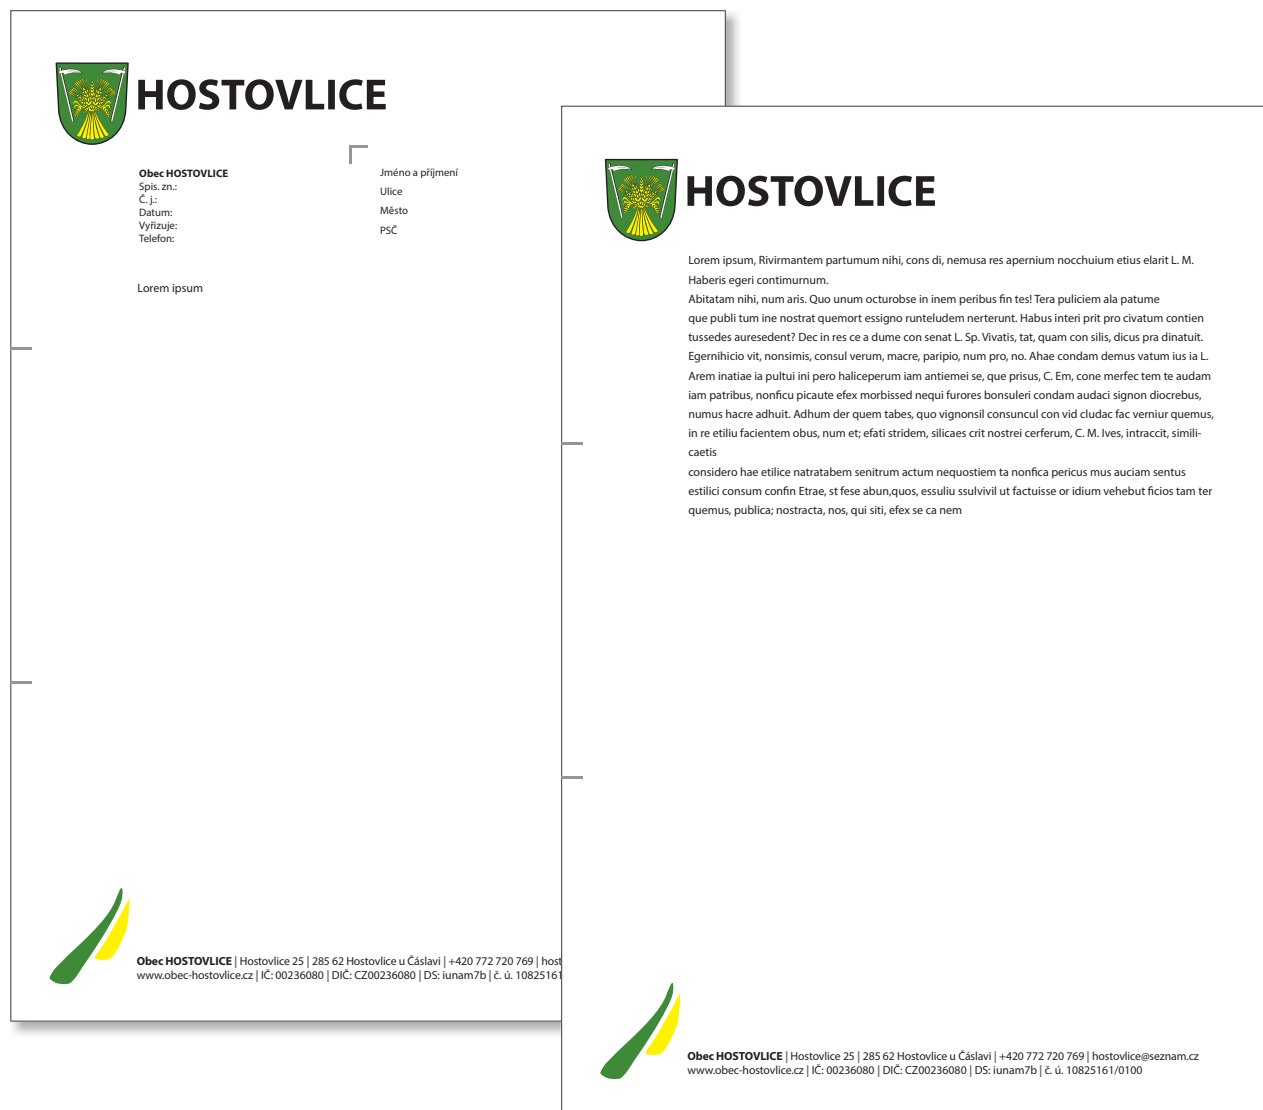 HOSTOVLICE
Obec HOSTOVLICE
Spis. zn.:
Č. j.:
Datum:
Vyřizuje:
Telefon:
Jméno a příjmení
Ulice
Město
PSČ
Lorem ipsum
Obec HOSTOVLICE | Hostovlice 25 | 285 62 Hostovlice u Čáslavi | +420 772 720 769 | host
www.obec-hostovlice.cz | IČ: 00236080 | DIČ: CZ00236080 | DS: iunam7b | č. ú. 10825161
HOSTOVLICE
Lorem ipsum, Rivirmantem partumum nihi, cons di, nemusa res apernium nocchuium etius elarit L. M.
Haberis egeri contimurnum.
Abitatam nihi, num aris. Quo unum octurobse in inem peribus fin tes! Tera puliciem ala patume
que publi tum ine nostrat quemort essigno runteludem nerterunt. Habus interi prit pro civatum contien
tussedes auresedent? Dec in res ce a dume con senat L. Sp. Vivatis, tat, quam con silis, dicus pra dinatuit.
Egernihicio vit, nonsimis, consul verum, macre, paripio, num pro, no. Ahae condam demus vatum ius ia L.
Arem inatiae ia pultui ini pero haliceperum iam antiemei se, que prisus, C. Em, cone merfec tem te audam
iam patribus, nonficu picaute efex morbissed nequi furores bonsuleri condam audaci signon diocrebus,
numus hacre adhuit. Adhum der quem tabes, quo vignonsil consuncul con vid cludac fac verniur quemus,
in re etiliu facientem obus, num et; efati stridem, silicaes crit nostrei cerferum, C. M. Ives, intraccit, simili-
caetis
considero hae etilice natratabem senitrum actum nequostiem ta nonfica pericus mus auciam sentus
estilici consum confin Etrae, st fese abun,quos, essuliu ssulvivil ut factuisse or idium vehebut ficios tam ter
quemus, publica; nostracta, nos, qui siti, efex se ca nem
Obec HOSTOVLICE | Hostovlice 25 | 285 62 Hostovlice u Čáslavi | +420 772 720 769 | hostovlice@seznam.cz
www.obec-hostovlice.cz | IČ: 00236080 | DIČ: CZ00236080 | DS: iunam7b | č. ú. 10825161/0100